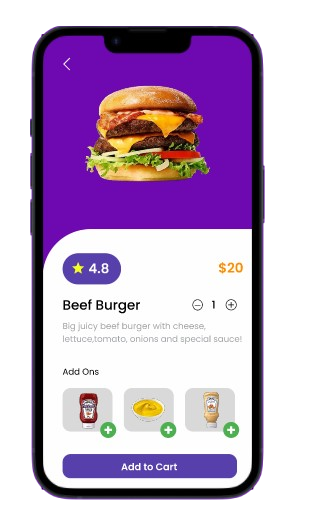 4.8
$20
Beef Burger
1
Big juicy beef burger with cheese,
lettuce,tomato, onions and special sauce!
Add Ons
Add to Cart